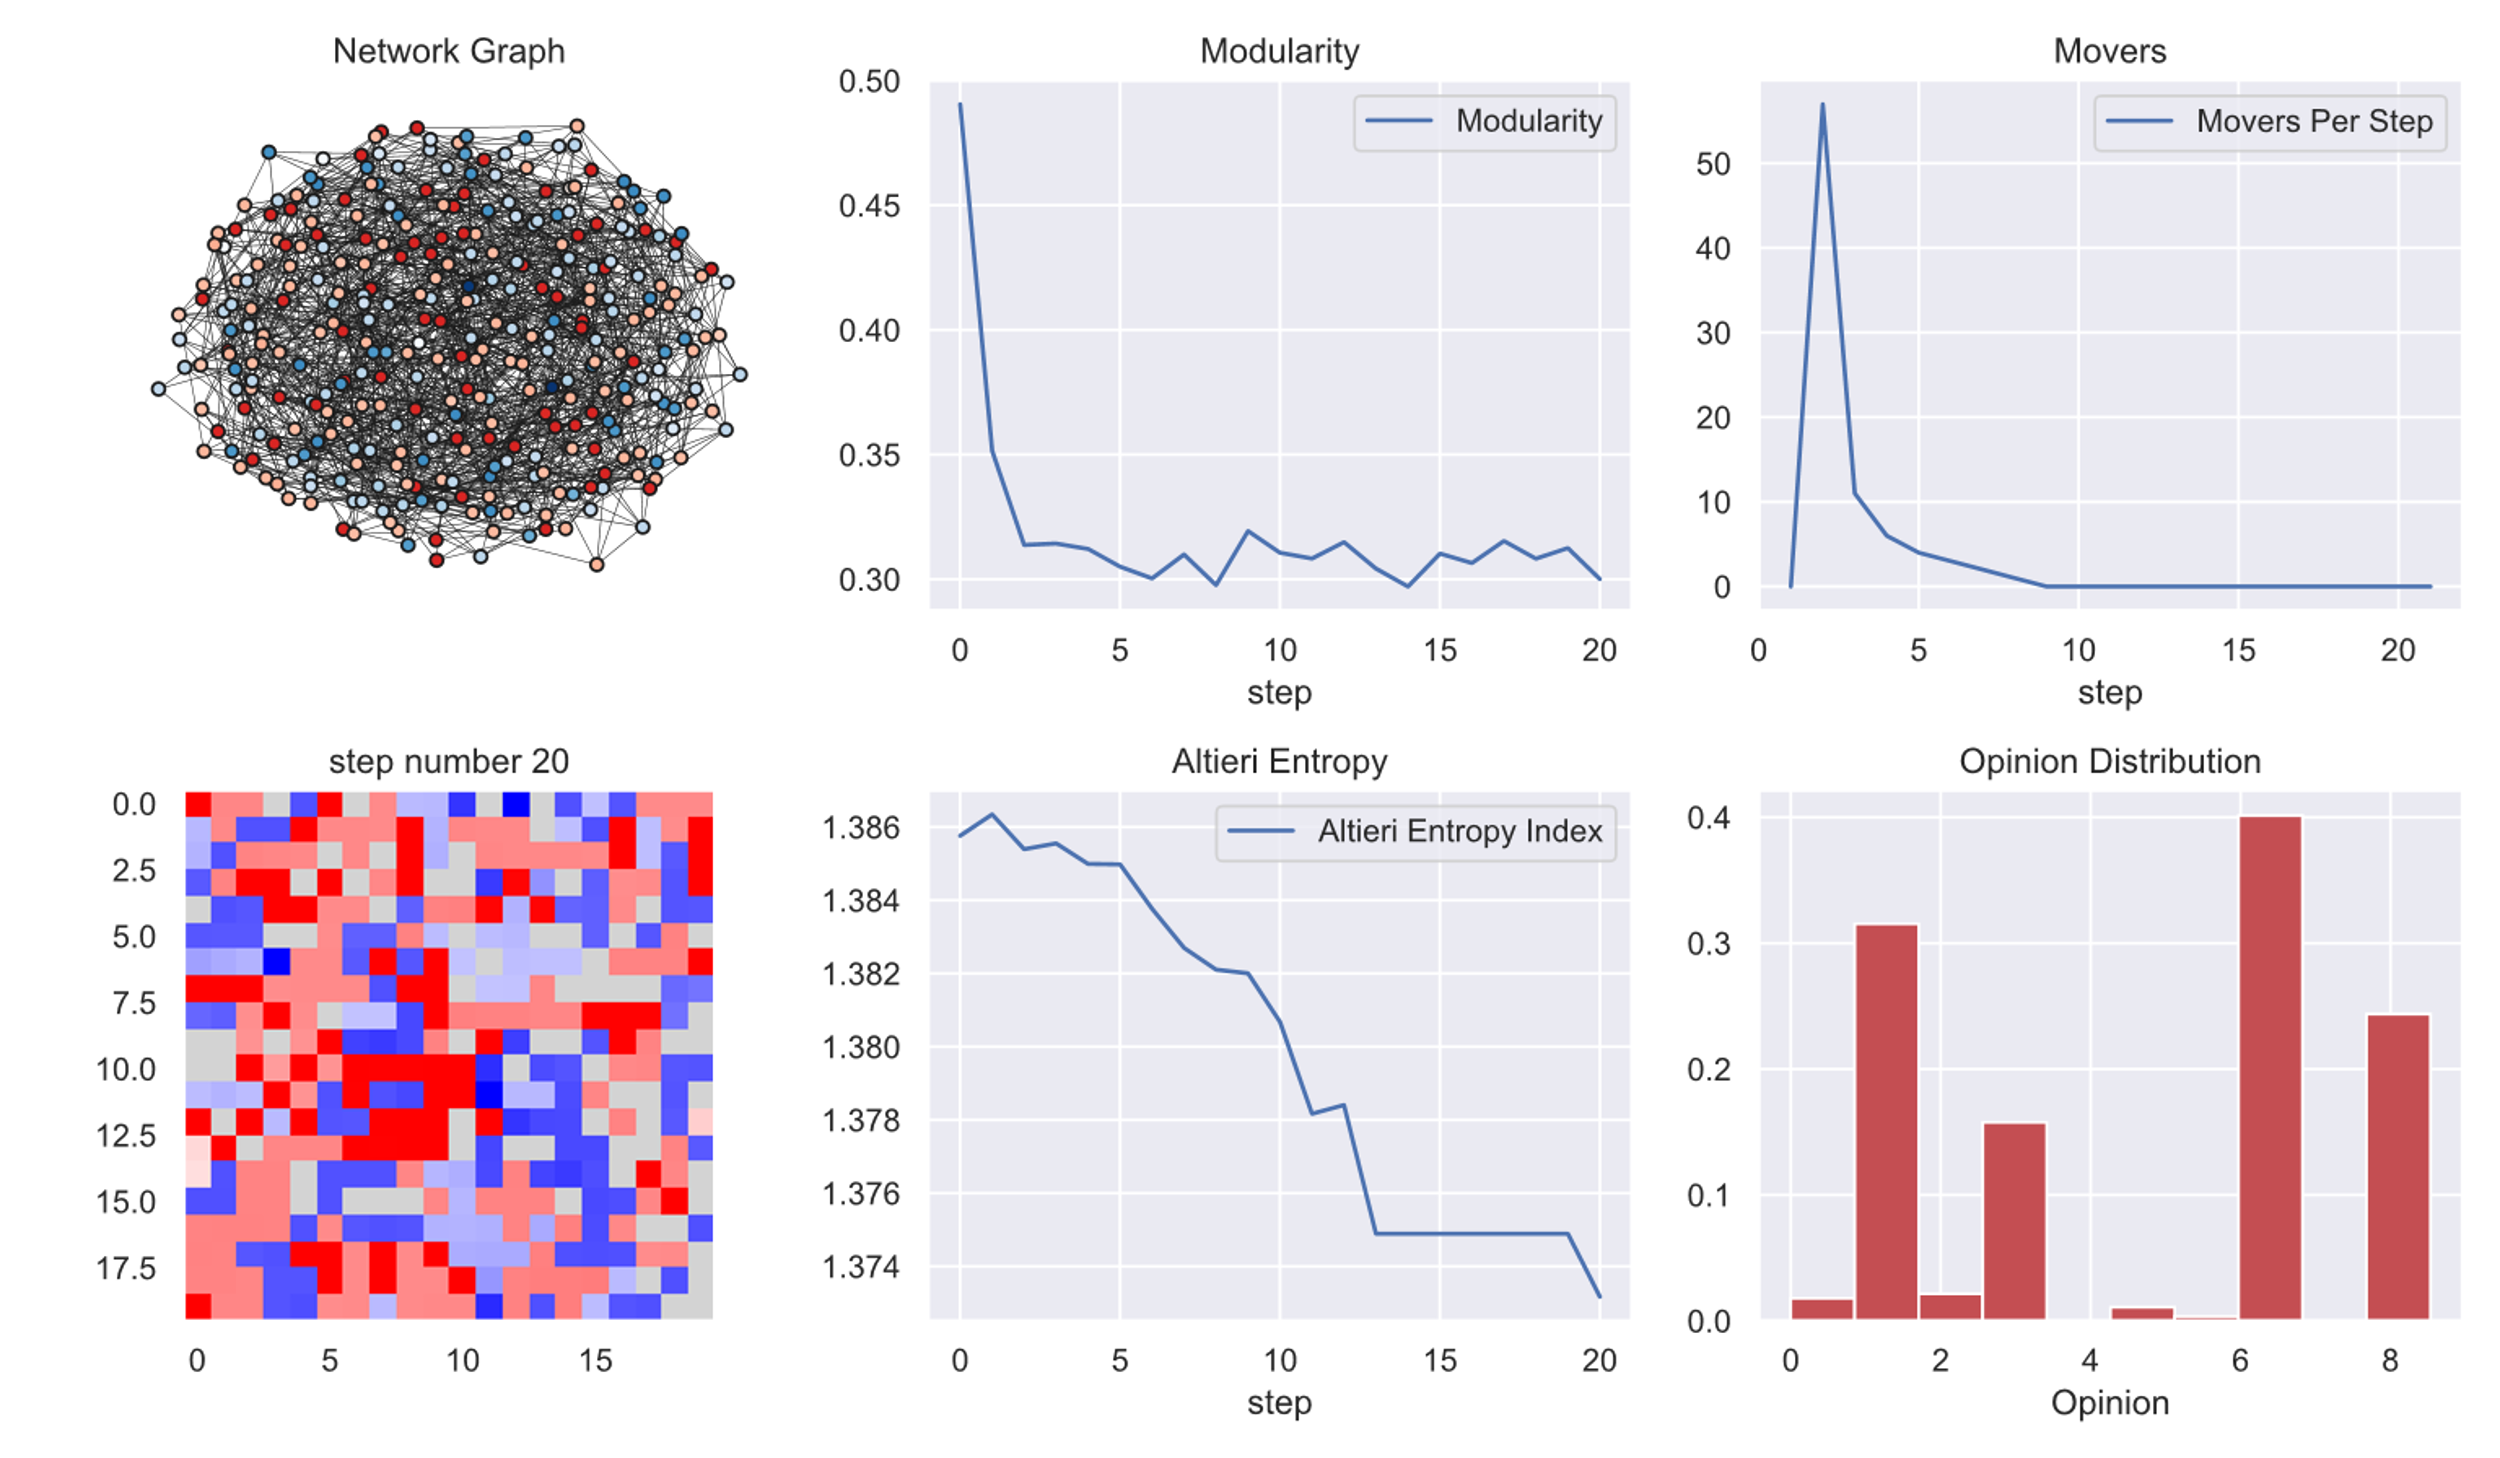 Network Graph
Modularity
0.50
0.45
0.40
0.35
0.30
Modularity
0 5 10 15 20
step
Movers
50
40
30
20
10
0
Movers Per Step
0 5 10 15 20
step
step number 20
0.0
2.5
5.0
7.5
10.0
12.5
15.0
17.5
0 5 10 15
Altieri Entropy
1.386
1.384
1.382
1.380
1.378
1.376
1.374
Altieri Entropy Index
0 5 10 15 20
step
Opinion Distribution
0.4
0.3
0.2
0.1
0.0
0 2 4 6 8
Opinion